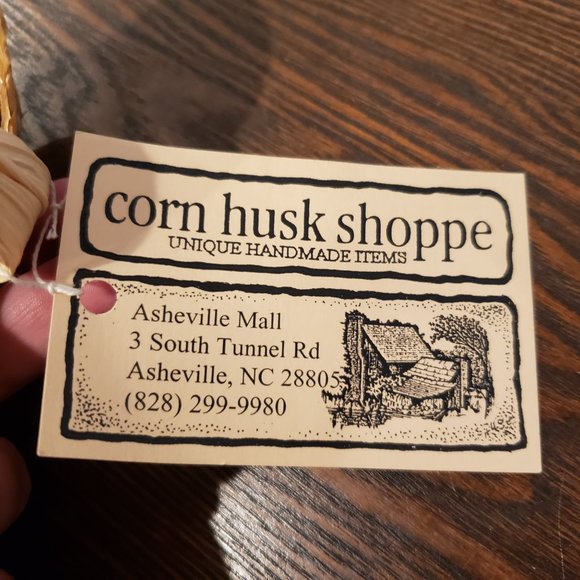 corn husk shoppe
UNIQUE HANDMADE ITEMS
Asheville Mall
3 South Tunnel Rd
Asheville, NC 28805
(828) 299-9980